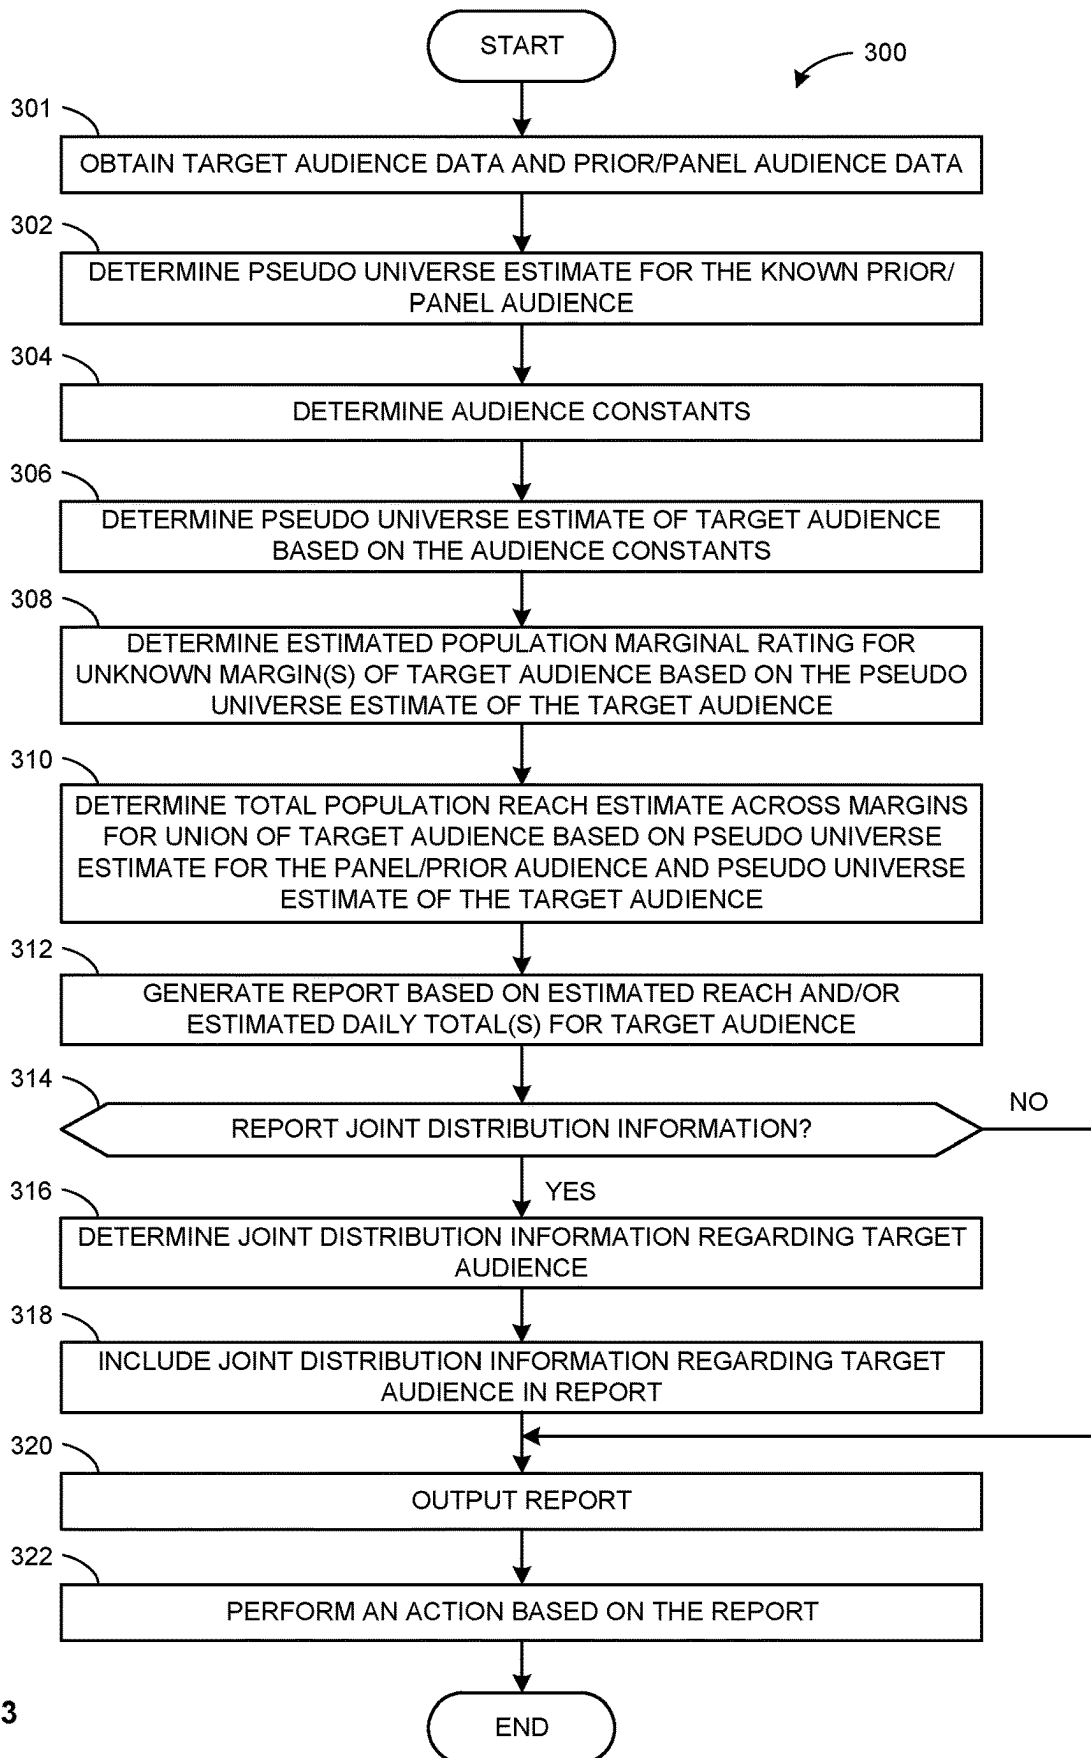 START
300
301
OBTAIN TARGET AUDIENCE DATA AND PRIOR/PANEL AUDIENCE DATA
302
DETERMINE PSEUDO UNIVERSE ESTIMATE FOR THE KNOWN PRIOR/
PANEL AUDIENCE
304
DETERMINE AUDIENCE CONSTANTS
306
DETERMINE PSEUDO UNIVERSE ESTIMATE OF TARGET AUDIENCE
BASED ON THE AUDIENCE CONSTANTS
308
DETERMINE ESTIMATED POPULATION MARGINAL RATING FOR
UNKNOWN MARGIN(S) OF TARGET AUDIENCE BASED ON THE PSEUDO
UNIVERSE ESTIMATE OF THE TARGET AUDIENCE
310
DETERMINE TOTAL POPULATION REACH ESTIMATE ACROSS MARGINS
FOR UNION OF TARGET AUDIENCE BASED ON PSEUDO UNIVERSE
ESTIMATE FOR THE PANEL/PRIOR AUDIENCE AND PSEUDO UNIVERSE
ESTIMATE OF THE TARGET AUDIENCE
312
GENERATE REPORT BASED ON ESTIMATED REACH AND/OR
ESTIMATED DAILY TOTAL(S) FOR TARGET AUDIENCE
314
REPORT JOINT DISTRIBUTION INFORMATION?
NO
YES
316
DETERMINE JOINT DISTRIBUTION INFORMATION REGARDING TARGET
AUDIENCE
318
INCLUDE JOINT DISTRIBUTION INFORMATION REGARDING TARGET
AUDIENCE IN REPORT
320
OUTPUT REPORT
322
PERFORM AN ACTION BASED ON THE REPORT
3
END